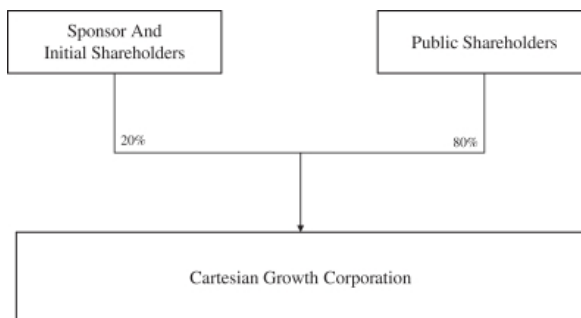 Sponsor And
Initial Shareholders
Public Shareholders
20%
80%
Cartesian Growth Corporation